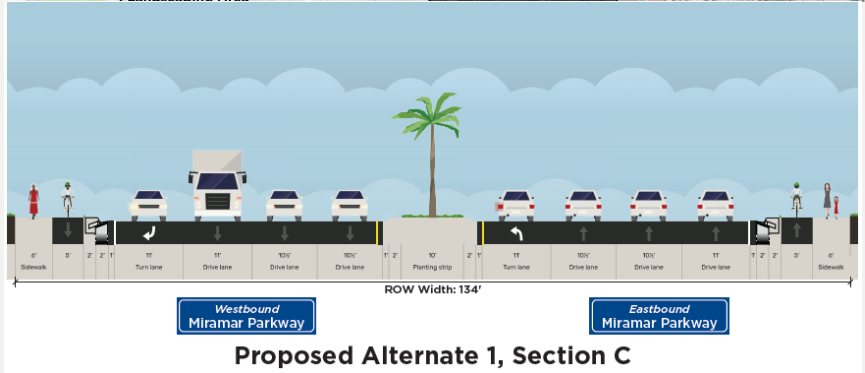 6' 5' 2' 2' 1' 11' 11' 10½' 10½' 1' 2' 10' 2' 1' 11' 10½' 10½' 11' 1' 2' 2' 5' 6'
Sidewalk Turn lane Drive lane Drive lane Drive lane Planting strip Turn lane Drive lane Drive lane Drive lane Sidewalk
ROW Width: 134'
Westbound
Miramar Parkway
Eastbound
Miramar Parkway
Proposed Alternate 1, Section C